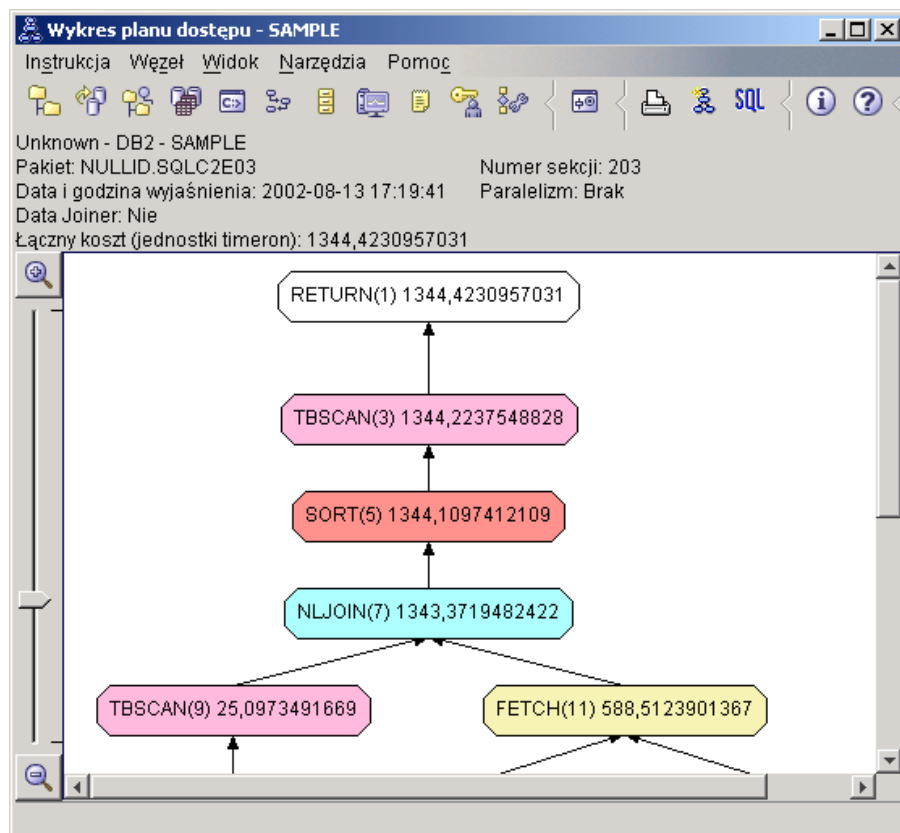 Wykres planu dostępu - SAMPLE
Instrukcja Węzeł Widok Narzędzia Pomoc
C:> SQL
Unknown - DB2 - SAMPLE
Pakiet: NULLID.SQLC2E03 Numer sekcji: 203
Data i godzina wyjaśnienia: 2002-08-13 17:19:41 Paralelizm: Brak
Data Joiner: Nie
Łączny koszt (jednostki timeron): 1344,4230957031
RETURN(1) 1344,4230957031
TBSCAN(3) 1344,2237548828
SORT(5) 1344,1097412109
NLJOIN(7) 1343,3719482422
TBSCAN(9) 25,0973491669 FETCH(11) 588,5123901367